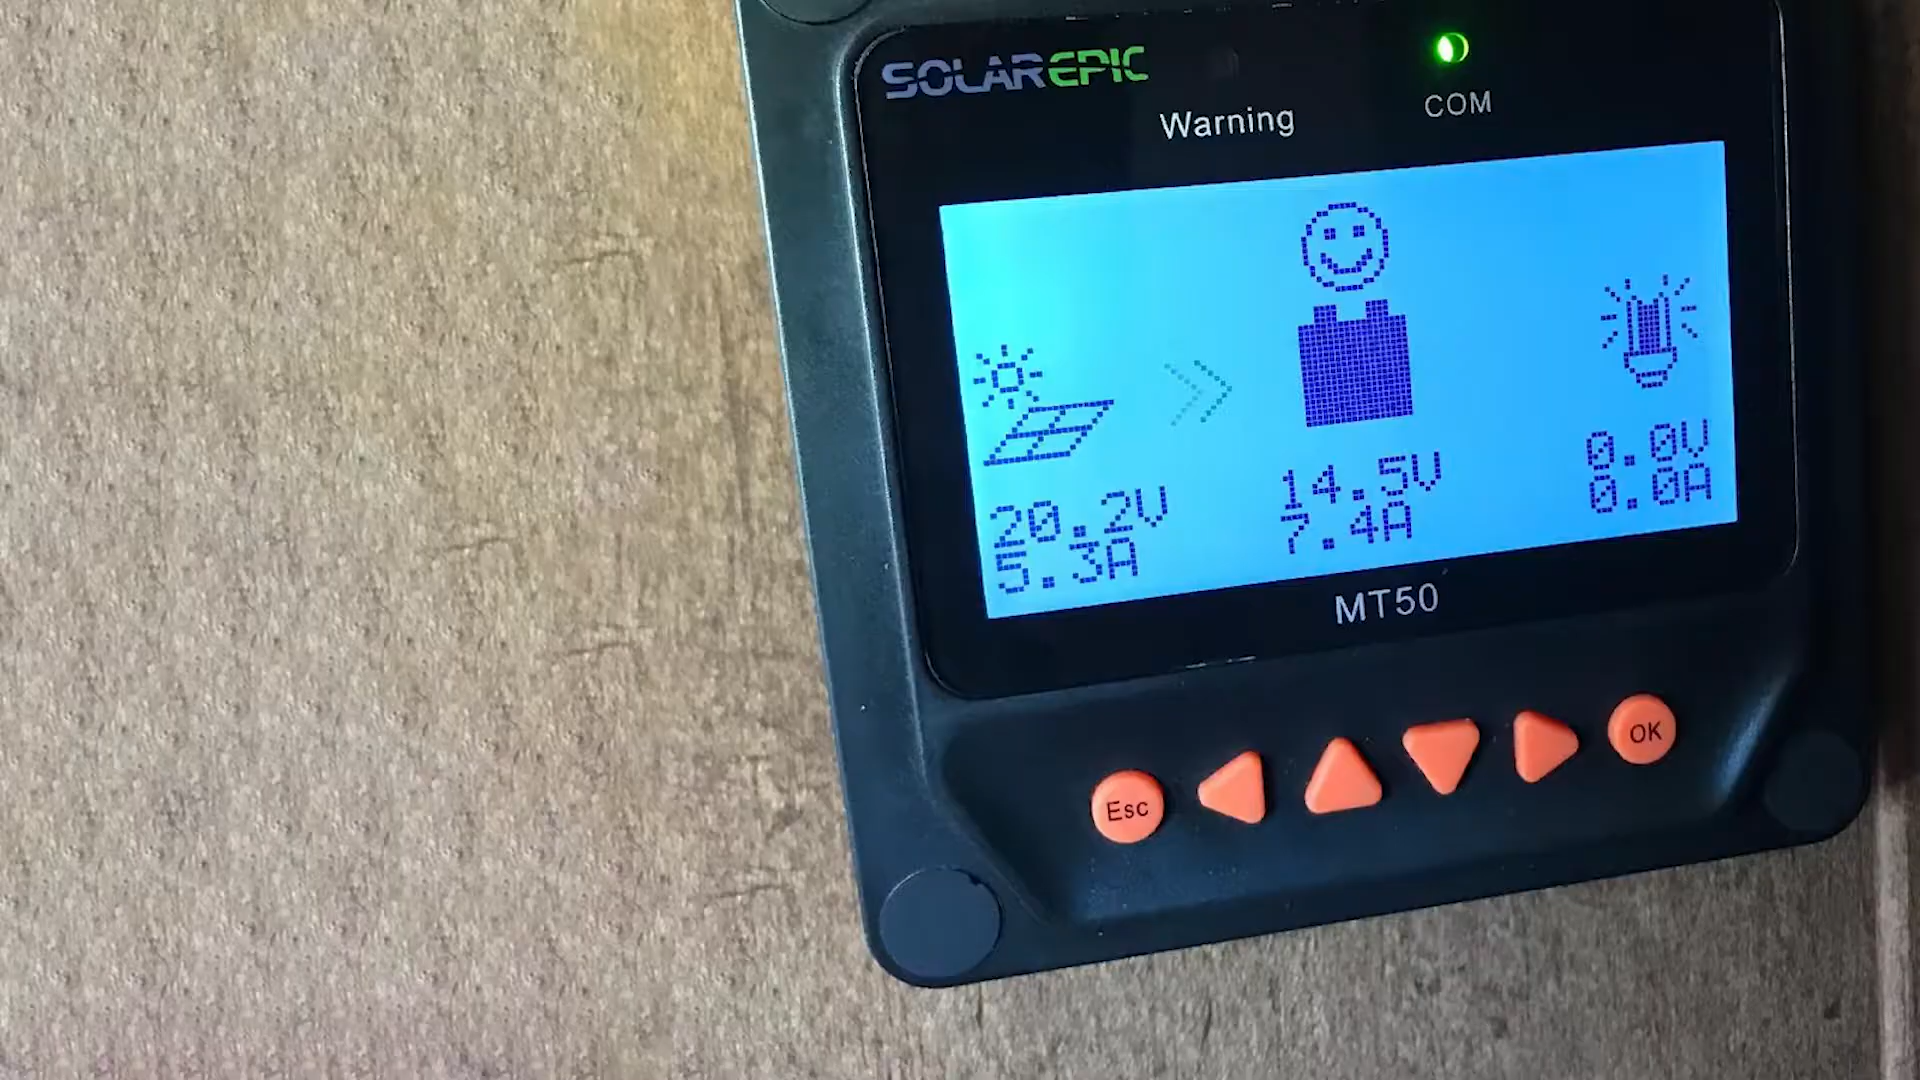 SOLAREPIC
Warning
COM
20.2V
5.3A
14.5V
7.4A
0.0V
0.0A
MT50
Esc
OK